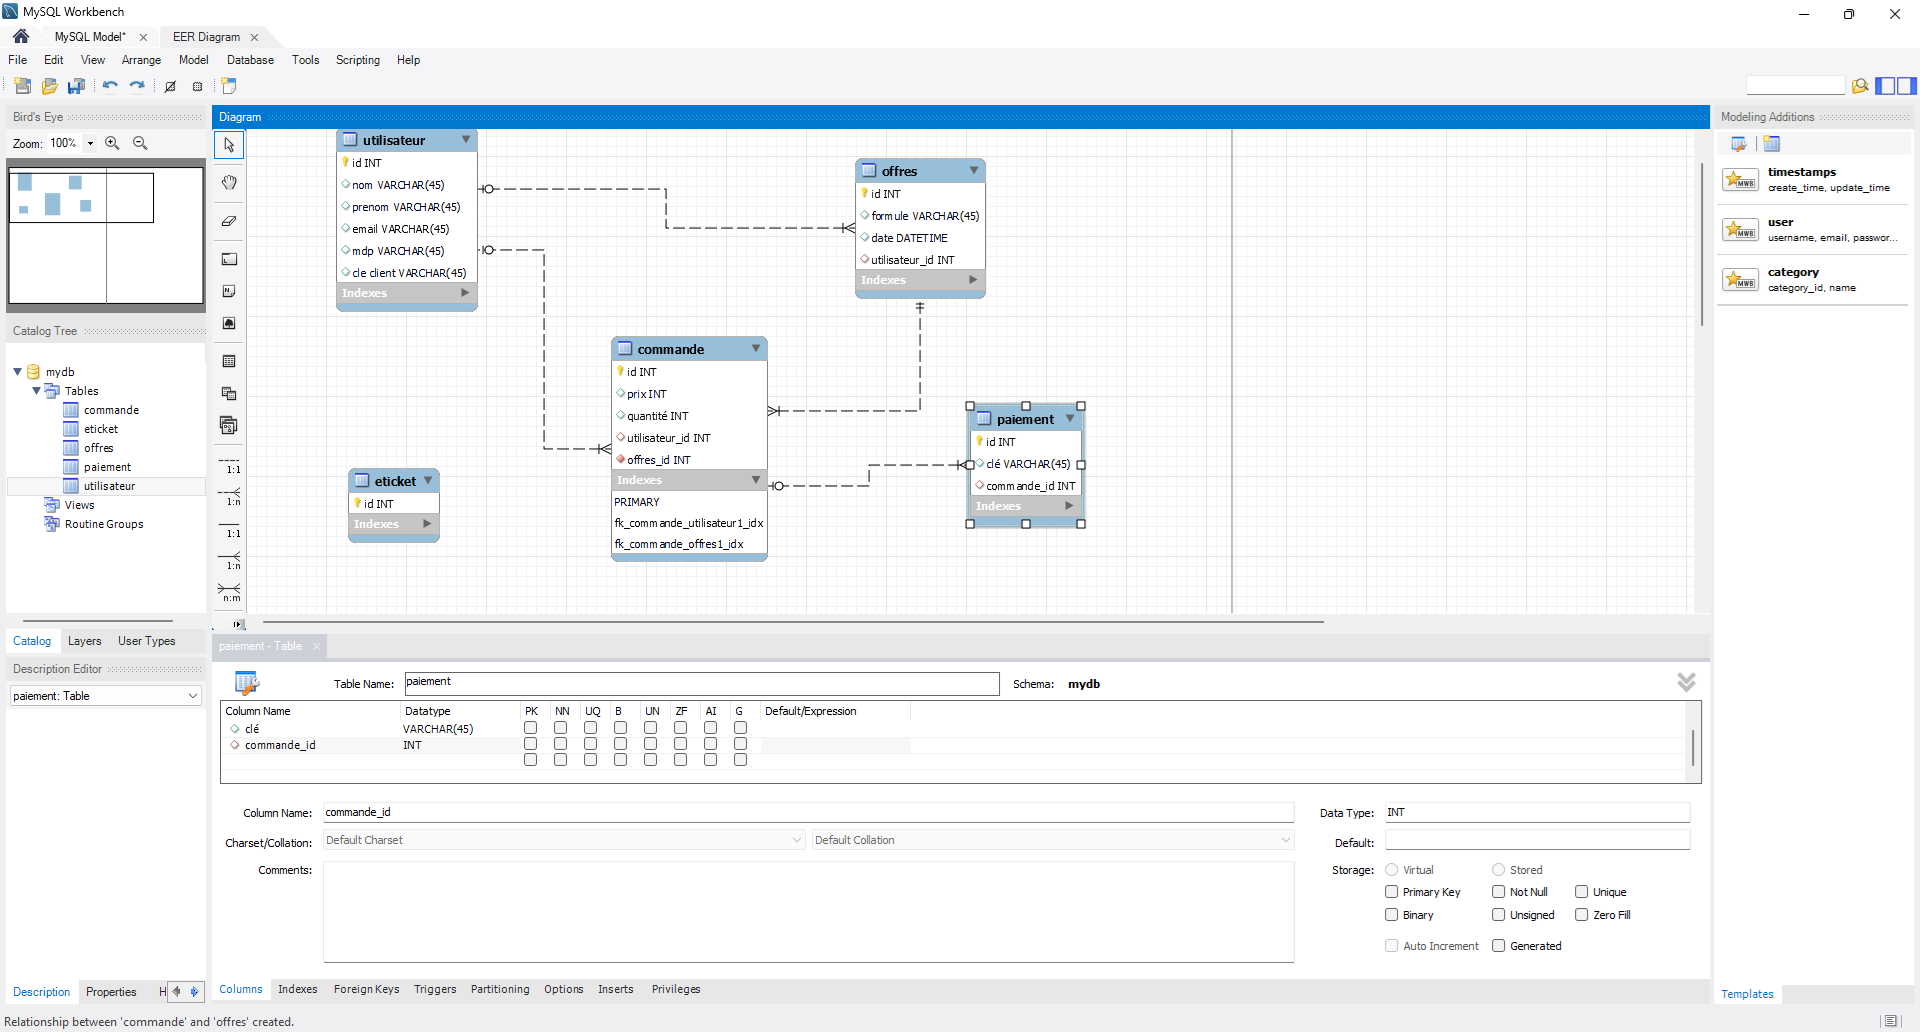 MySQL Workbench
MySQL Model*
EER Diagram
File Edit View Arrange Model Database Tools Scripting Help
Bird's Eye
Zoom: 100%
Catalog Tree
mydb
Tables
commande
eticket
offres
paiement
utilisateur
Views
Routine Groups
Catalog Layers User Types
Description Editor
paiement: Table
Description Properties H
Diagram
1:1
1:n
1:1
1:n
n:m
utilisateur
id INT
nom VARCHAR(45)
prenom VARCHAR(45)
email VARCHAR(45)
mdp VARCHAR(45)
cle client VARCHAR(45)
Indexes
offres
id INT
formule VARCHAR(45)
date DATETIME
utilisateur_id INT
Indexes
commande
id INT
prix INT
quantité INT
utilisateur_id INT
offres_id INT
Indexes
PRIMARY
fk_commande_utilisateur1_idx
fk_commande_offres1_idx
paiement
id INT
clé VARCHAR(45)
commande_id INT
Indexes
eticket
id INT
Indexes
paiement - Table
Table Name: paiement
Schema: mydb
Column Name Datatype PK NN UQ B UN ZF AI G Default/Expression
clé VARCHAR(45)
commande_id INT
Column Name: commande_id
Data Type: INT
Charset/Collation: Default Charset Default Collation
Default:
Comments:
Storage: Virtual Stored
Primary Key Not Null Unique
Binary Unsigned Zero Fill
Auto Increment Generated
Columns Indexes Foreign Keys Triggers Partitioning Options Inserts Privileges
Modeling Additions
MWB
timestamps
create_time, update_time
MWB
user
username, email, passwor...
MWB
category
category_id, name
Templates
Relationship between 'commande' and 'offres' created.